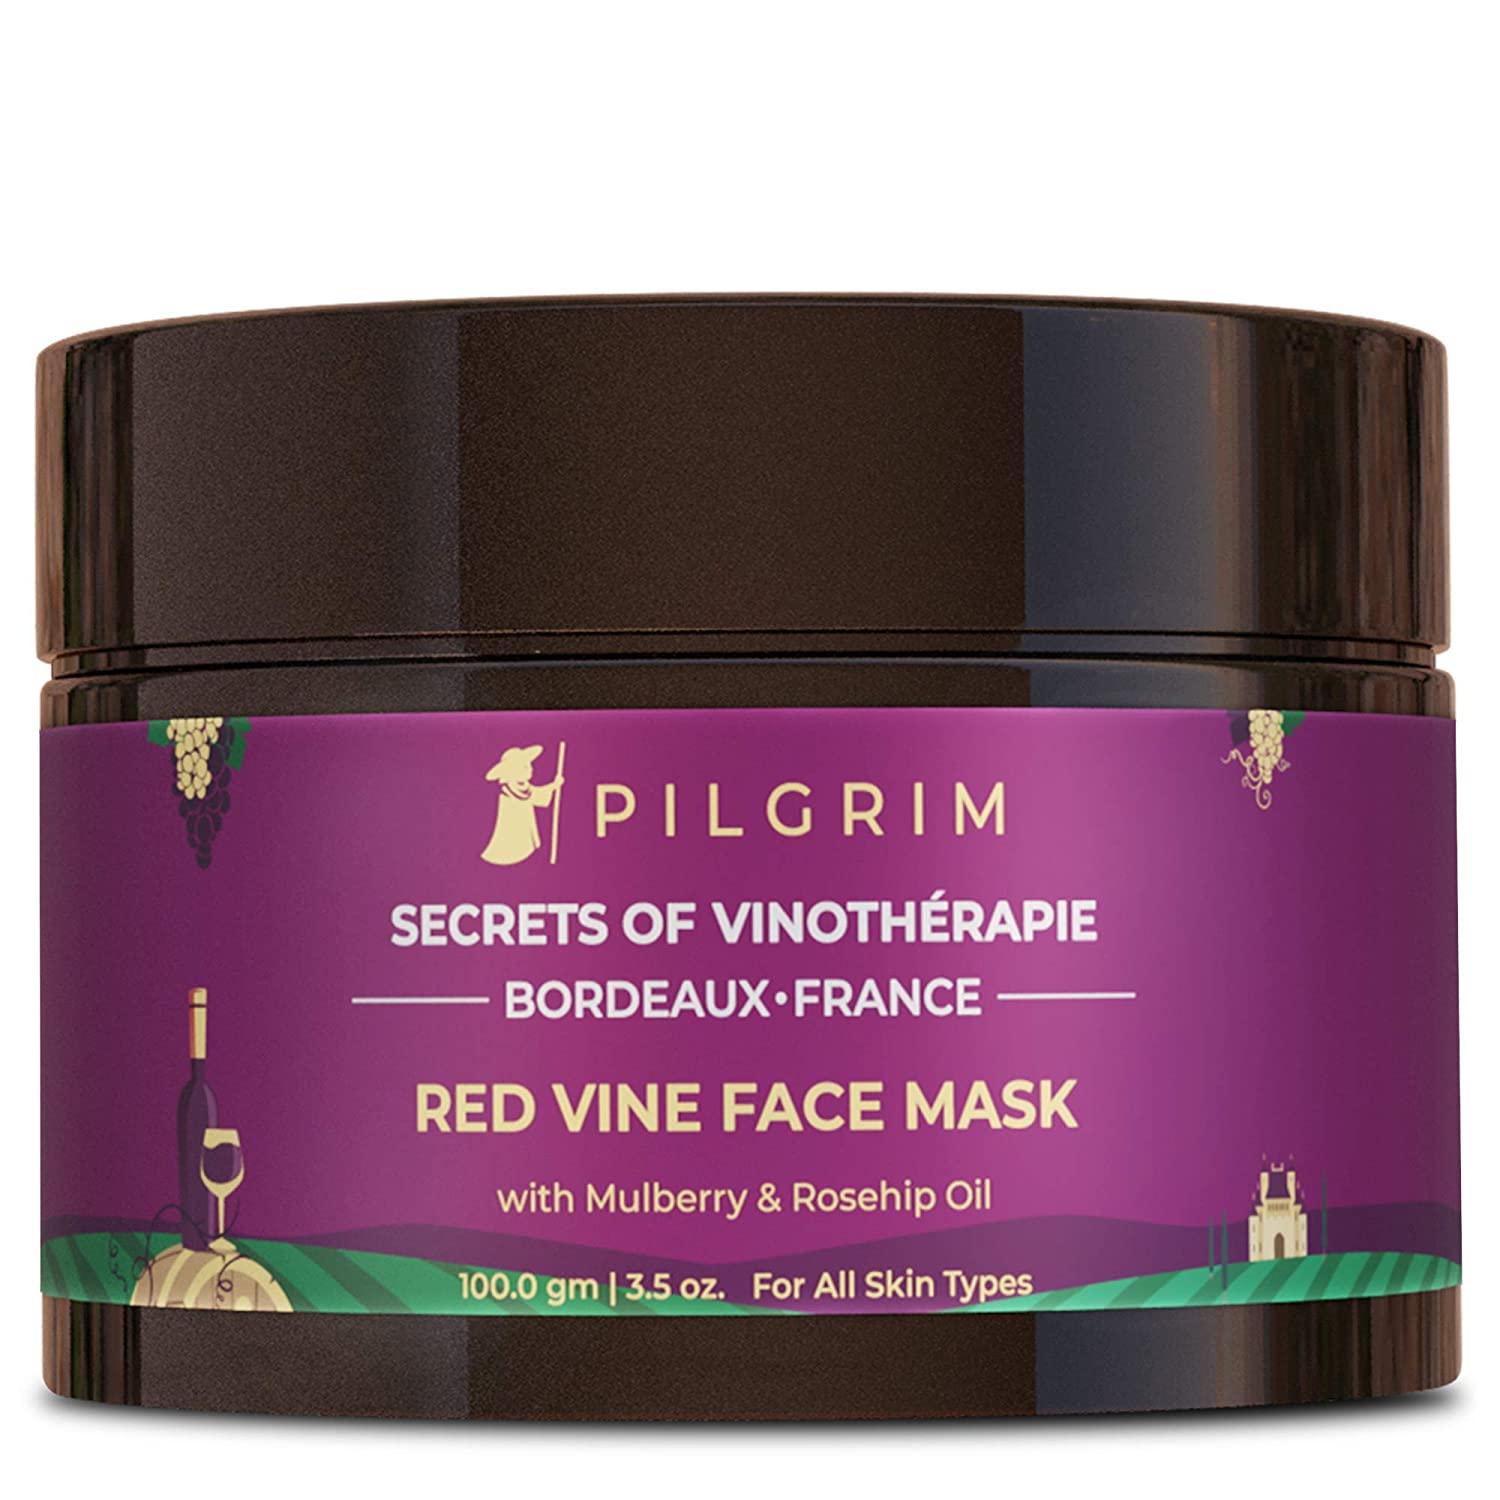 PILGRIM
SECRETS OF VINOTHÉRAPIE
BORDEAUX•FRANCE
RED VINE FACE MASK
with Mulberry & Rosehip Oil
100.0 gm | 3.5 oz. For All Skin Types